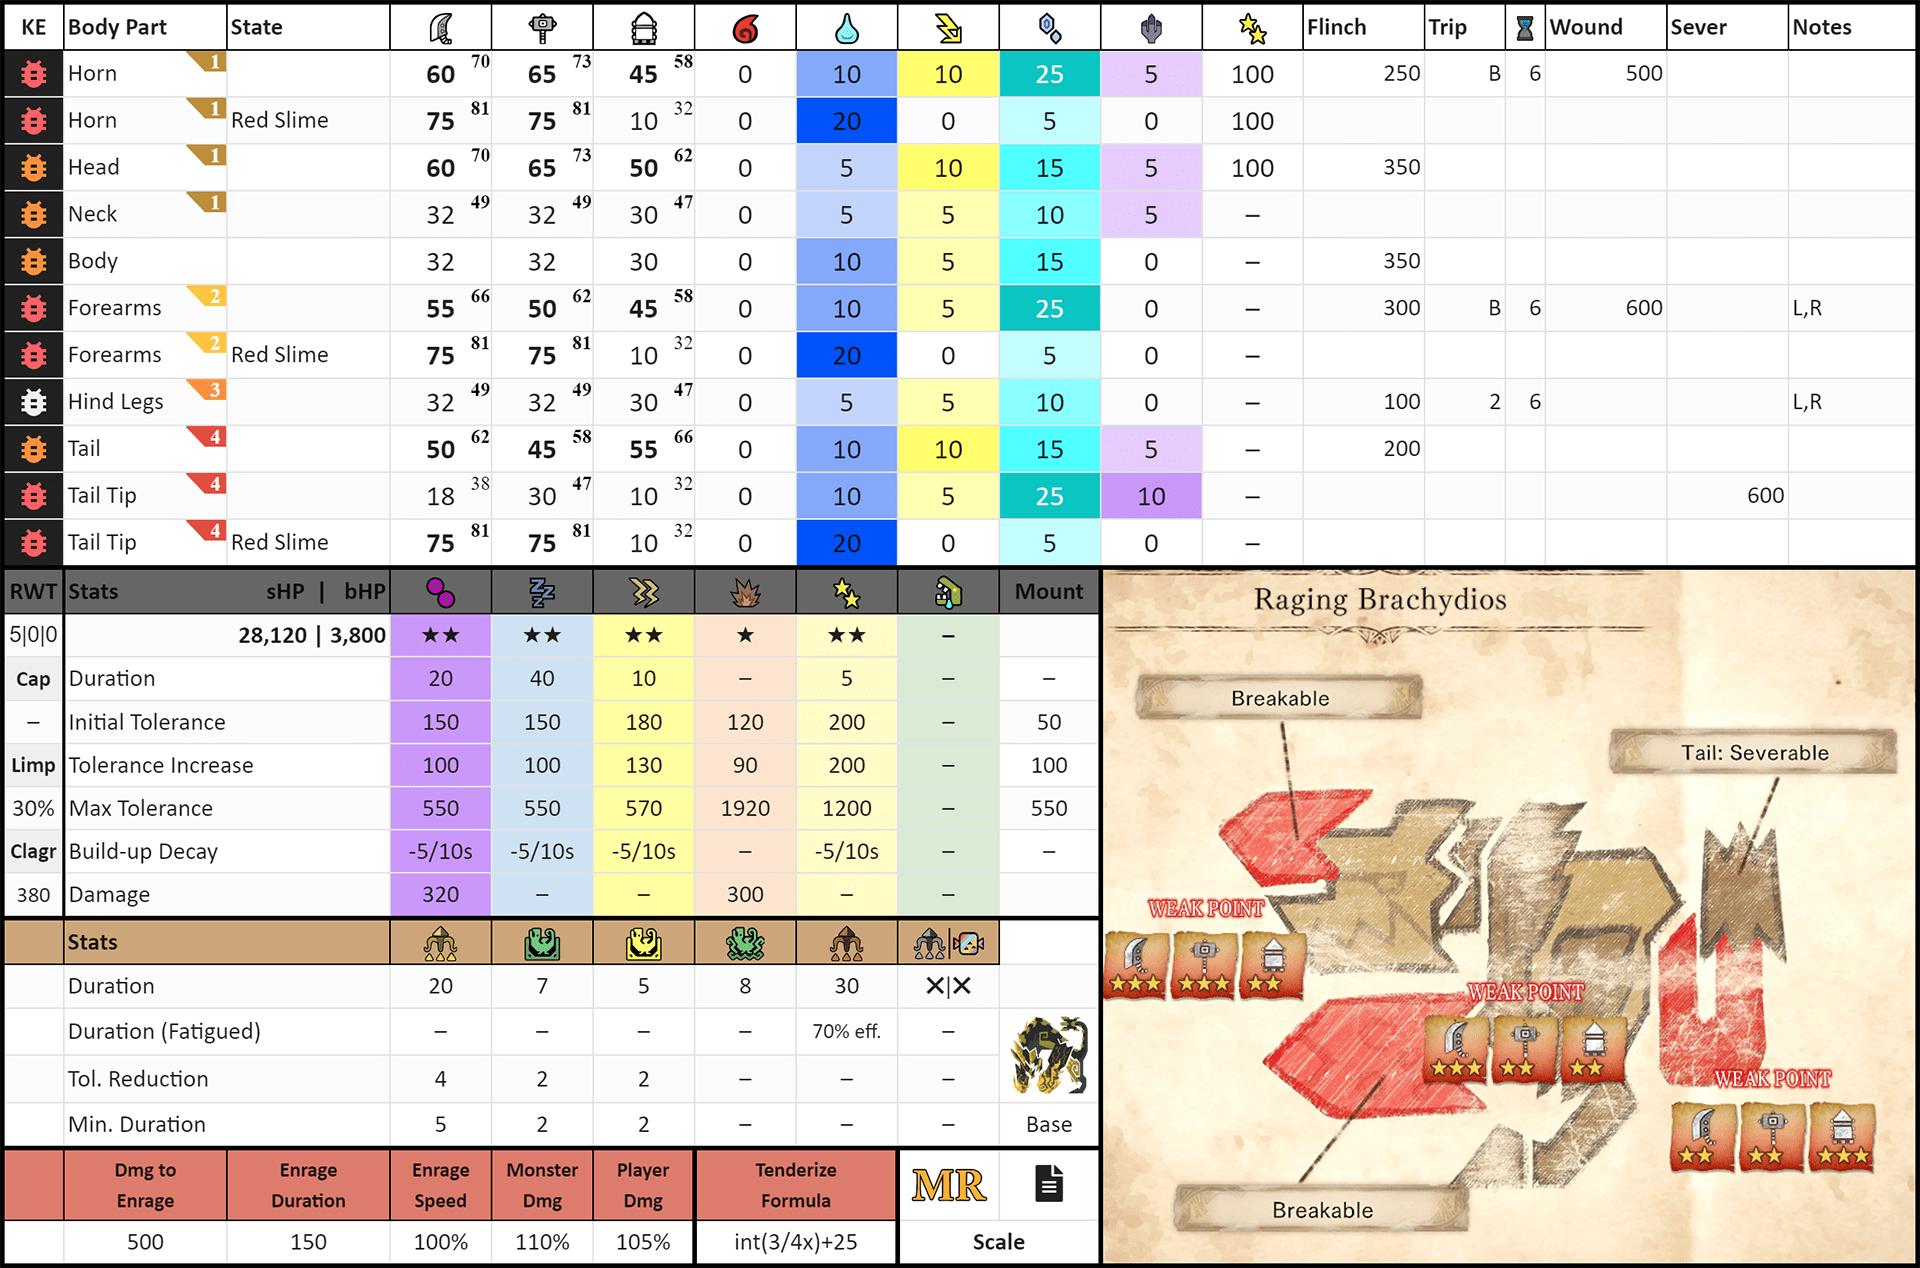 KE Body Part State Flinch Trip Wound Sever Notes
Horn 1 60 70 65 73 45 58 0 10 10 25 5 100 250 B 6 500
Horn 1 Red Slime 75 81 75 81 10 32 0 20 0 5 0 100
Head 1 60 70 65 73 50 62 0 5 10 15 5 100 350
Neck 1 32 49 32 49 30 47 0 5 5 10 5 –
Body 32 32 30 0 10 5 15 0 – 350
Forearms 2 55 66 50 62 45 58 0 10 5 25 0 – 300 B 6 600 L,R
Forearms 2 Red Slime 75 81 75 81 10 32 0 20 0 5 0 –
Hind Legs 3 32 49 32 49 30 47 0 5 5 10 0 – 100 2 6 L,R
Tail 4 50 62 45 58 55 66 0 10 10 15 5 – 200
Tail Tip 4 18 38 30 47 10 32 0 10 5 25 10 – 600
Tail Tip 4 Red Slime 75 81 75 81 10 32 0 20 0 5 0 –
RWT Stats sHP | bHP Mount
5|0|0 28,120 | 3,800 ★★ ★★ ★★ ★ ★★ –
Cap Duration 20 40 10 – 5 – –
– Initial Tolerance 150 150 180 120 200 – 50
Limp Tolerance Increase 100 100 130 90 200 – 100
30% Max Tolerance 550 550 570 1920 1200 – 550
Clagr Build-up Decay -5/10s -5/10s -5/10s – -5/10s – –
380 Damage 320 – – 300 – –
Stats
Duration 20 7 5 8 30 ✕|✕
Duration (Fatigued) – – – – 70% eff. –
Tol. Reduction 4 2 2 – – –
Min. Duration 5 2 2 – – – Base
Dmg to Enrage Enrage Duration Enrage Speed Monster Dmg Player Dmg Tenderize Formula MR
500 150 100% 110% 105% int(3/4x)+25 Scale
Raging Brachydios
Breakable
Tail: Severable
WEAK POINT
WEAK POINT
WEAK POINT
Breakable